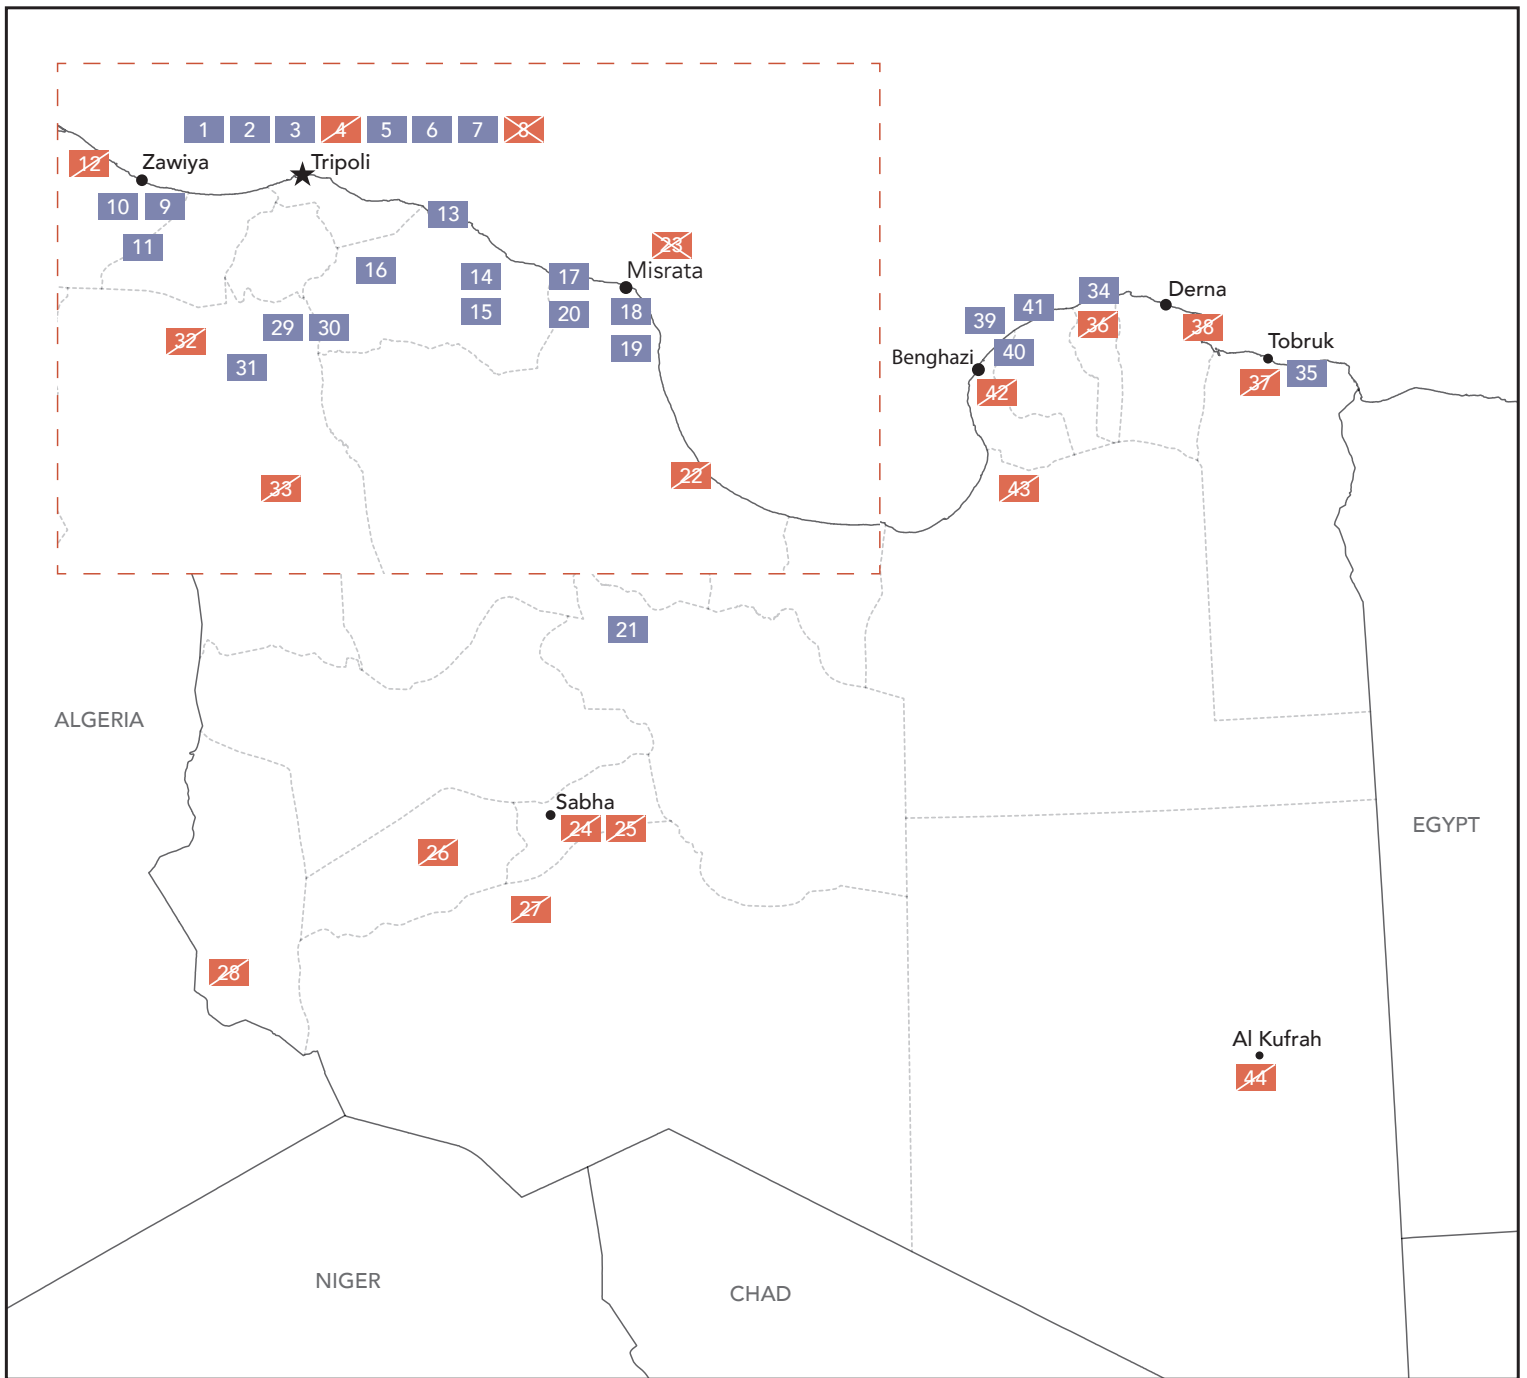 1 2 3 4 5 6 7 8
12 Zawiya Tripoli
10 9 13
11 16 14 17 23
Misrata
15 20 18
29 30 19
32 31
33 22
34 Derna
39 41 36 38
Benghazi 40 Tobruk
42 37 35
43
21
ALGERIA
Sabha
24 25
26
27
28
EGYPT
Al Kufrah
44
NIGER
CHAD